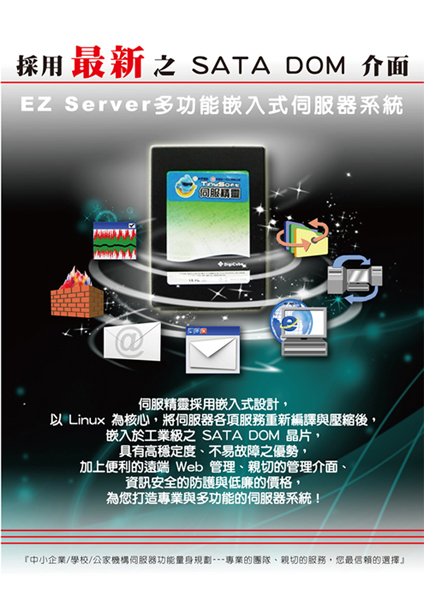 採用最新之 SATA DOM 介面
EZ Server多功能嵌入式伺服器系統
TinySoft
伺服精靈
DigiCable
@
e
伺服精靈採用嵌入式設計，
以 Linux 為核心，將伺服器各項服務重新編譯與壓縮後，
嵌入於工業級之 SATA DOM 晶片，
具有高穩定度、不易故障之優勢，
加上便利的遠端 Web 管理、親切的管理介面、
資訊安全的防護與低廉的價格，
為您打造專業與多功能的伺服器系統！
『中小企業/學校/公家機構伺服器功能量身規劃---專業的團隊、親切的服務，您最信賴的選擇』